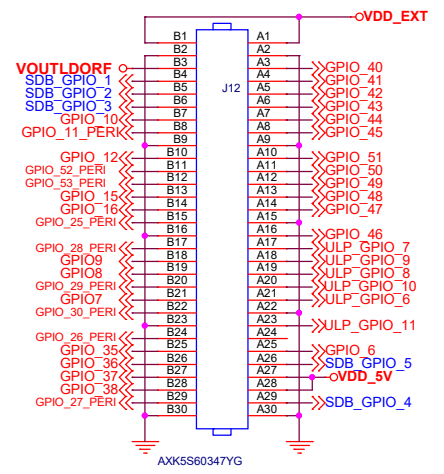 VDD_EXT
B1 A1
B2 A2
VOUTLDORF B3 A3 GPIO_40
SDB_GPIO_1 B4 J12 A4 GPIO_41
SDB_GPIO_2 B5 A5 GPIO_42
SDB_GPIO_3 B6 A6 GPIO_43
GPIO_10 B7 A7 GPIO_44
GPIO_11_PERI B8 A8 GPIO_45
B9 A9
GPIO_12 B10 A10 GPIO_51
GPIO_52_PERI B11 A11 GPIO_50
GPIO_53_PERI B12 A12 GPIO_49
GPIO_15 B13 A13 GPIO_48
GPIO_16 B14 A14 GPIO_47
GPIO_25_PERI B15 A15
B16 A16 GPIO_46
GPIO_28_PERI B17 A17 ULP_GPIO_7
GPIO9 B18 A18 ULP_GPIO_9
GPIO8 B19 A19 ULP_GPIO_8
GPIO_29_PERI B20 A20 ULP_GPIO_10
GPIO7 B21 A21 ULP_GPIO_6
GPIO_30_PERI B22 A22
B23 A23 ULP_GPIO_11
GPIO_26_PERI B24 A24
GPIO_35 B25 A25 GPIO_6
GPIO_36 B26 A26 SDB_GPIO_5
GPIO_37 B27 A27 VDD_5V
GPIO_38 B28 A28
GPIO_27_PERI B29 A29 SDB_GPIO_4
B30 A30
AXK5S60347YG